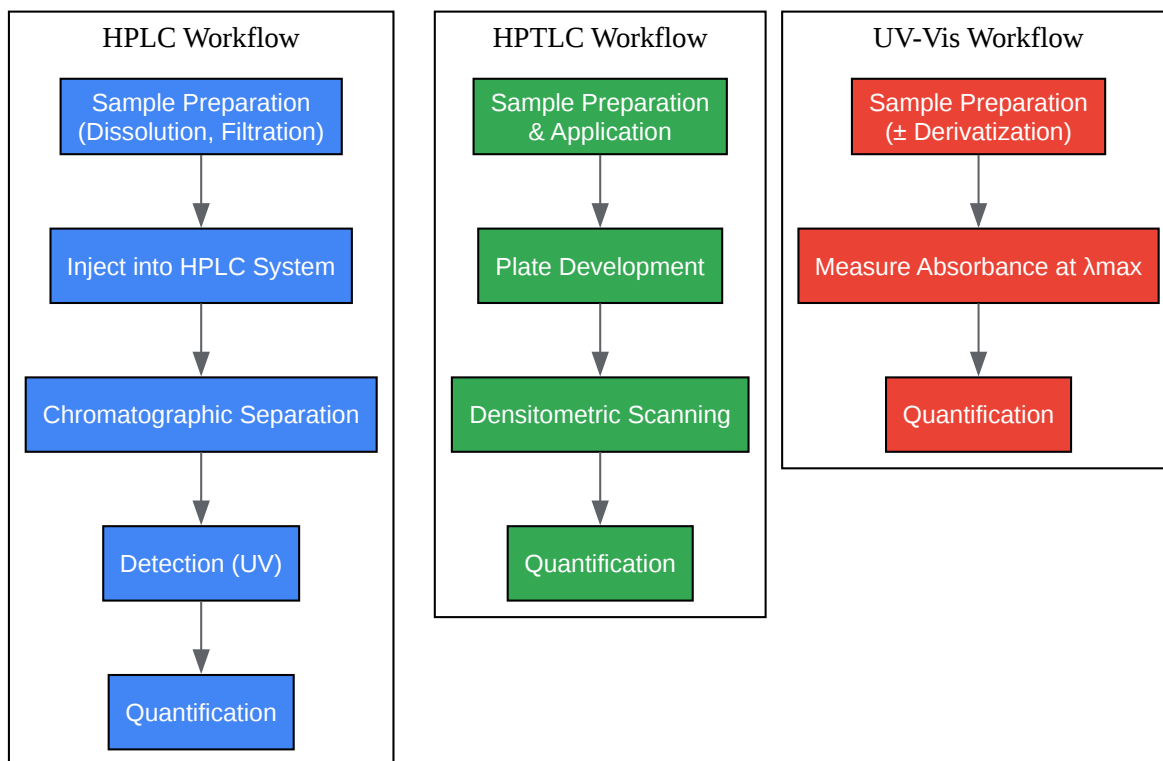 HPLC Workflow
Sample Preparation
(Dissolution, Filtration)
Inject into HPLC System
Chromatographic Separation
Detection (UV)
Quantification
HPTLC Workflow
Sample Preparation
& Application
Plate Development
Densitometric Scanning
Quantification
UV-Vis Workflow
Sample Preparation
(± Derivatization)
Measure Absorbance at λmax
Quantification